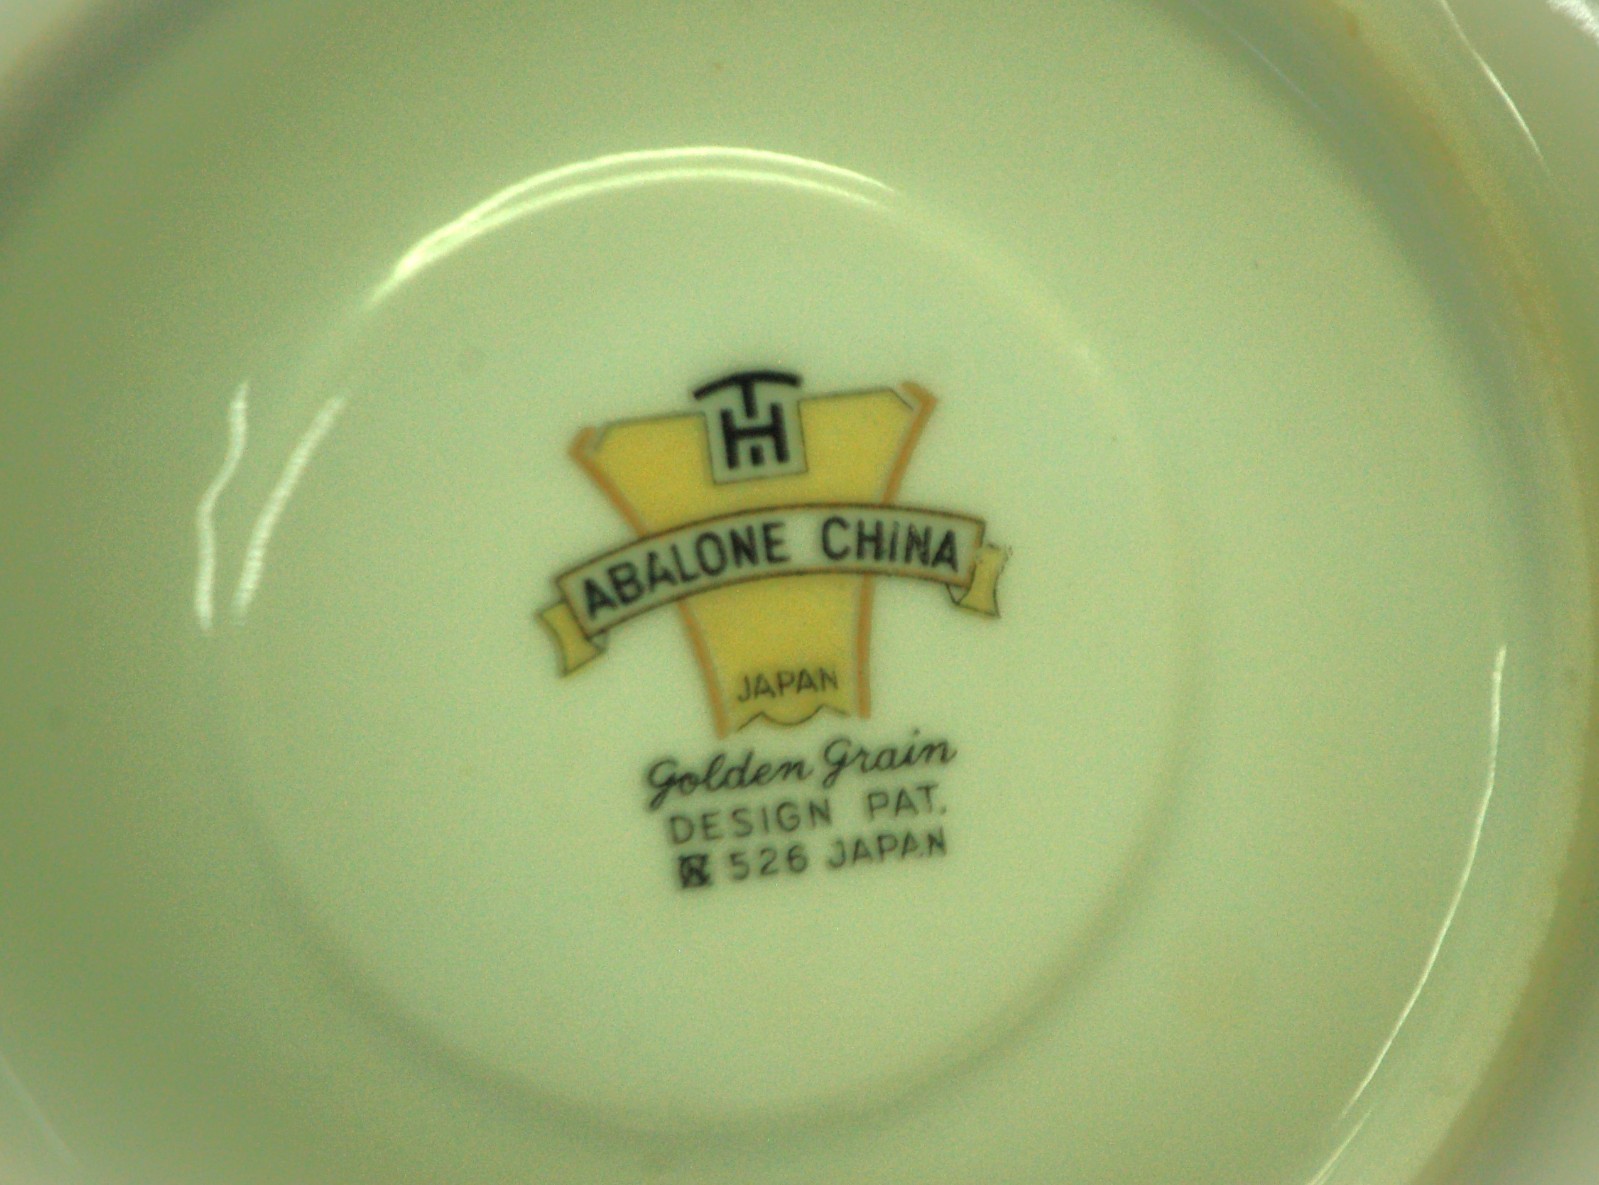 TH
ABALONE CHINA
JAPAN
Golden Grain
DESIGN PAT.
526 JAPAN